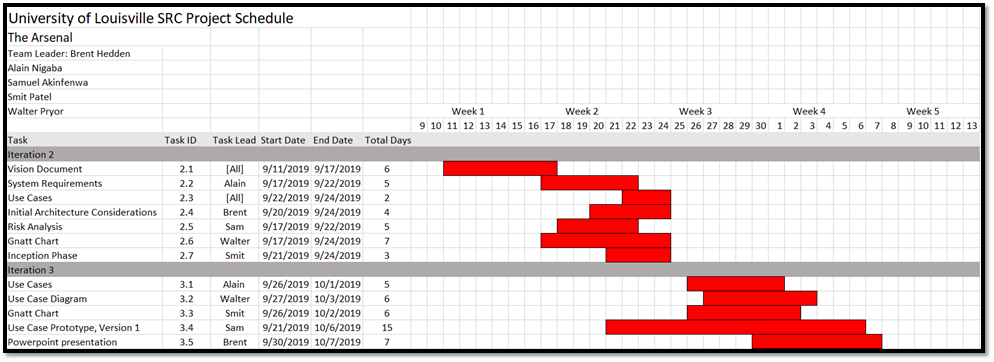 University of Louisville SRC Project Schedule
The Arsenal
Team Leader: Brent Hedden
Alain Nigaba
Samuel Akinfenwa
Smit Patel
Walter Pryor Week 1 Week 2 Week 3 Week 4 Week 5
9 10 11 12 13 14 15 16 17 18 19 20 21 22 23 24 25 26 27 28 29 30 1 2 3 4 5 6 7 8 9 10 11 12 13
Task Task ID Task Lead Start Date End Date Total Days
Iteration 2
Vision Document 2.1 [All] 9/11/2019 9/17/2019 6
System Requirements 2.2 Alain 9/17/2019 9/22/2019 5
Use Cases 2.3 [All] 9/22/2019 9/24/2019 2
Initial Architecture Considerations 2.4 Brent 9/20/2019 9/24/2019 4
Risk Analysis 2.5 Sam 9/17/2019 9/22/2019 5
Gnatt Chart 2.6 Walter 9/17/2019 9/24/2019 7
Inception Phase 2.7 Smit 9/21/2019 9/24/2019 3
Iteration 3
Use Cases 3.1 Alain 9/26/2019 10/1/2019 5
Use Case Diagram 3.2 Walter 9/27/2019 10/3/2019 6
Gnatt Chart 3.3 Smit 9/26/2019 10/2/2019 6
Use Case Prototype, Version 1 3.4 Sam 9/21/2019 10/6/2019 15
Powerpoint presentation 3.5 Brent 9/30/2019 10/7/2019 7